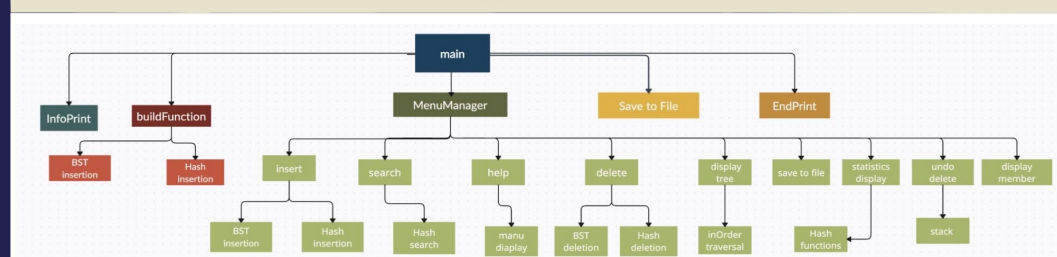 main
InfoPrint
buildFunction
MenuManager
Save to File
EndPrint
BST
insertion
Hash
insertion
insert
search
help
delete
display
tree
save to file
statistics
display
undo
delete
display
member
BST
insertion
Hash
insertion
Hash
search
manu
diaplay
BST
deletion
Hash
deletion
inOrder
traversal
Hash
functions
stack